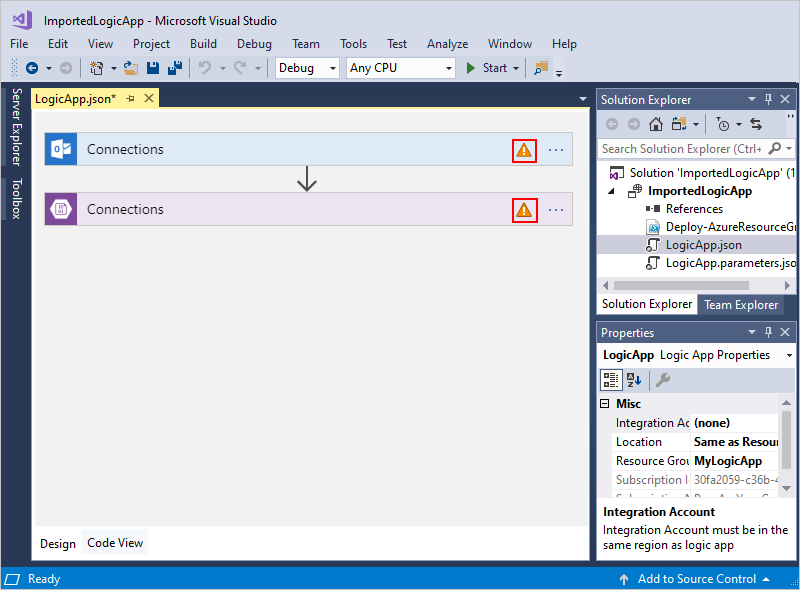 ImportedLogicApp - Microsoft Visual Studio
File Edit View Project Build Debug Team Tools Test Analyze Window Help
Debug Any CPU Start
Server Explorer
Toolbox
LogicApp.json*
Connections
Connections
Design Code View
Solution Explorer
Search Solution Explorer (Ctrl+
Solution 'ImportedLogicApp' (1
ImportedLogicApp
References
Deploy-AzureResourceGr
LogicApp.json
LogicApp.parameters.jso
Solution Explorer Team Explorer
Properties
LogicApp Logic App Properties
Misc
Integration Ac (none)
Location Same as Resour
Resource Grou MyLogicApp
Subscription I 30fa2059-c36b-4
Integration Account
Integration Account must be in the
same region as logic app
Ready Add to Source Control